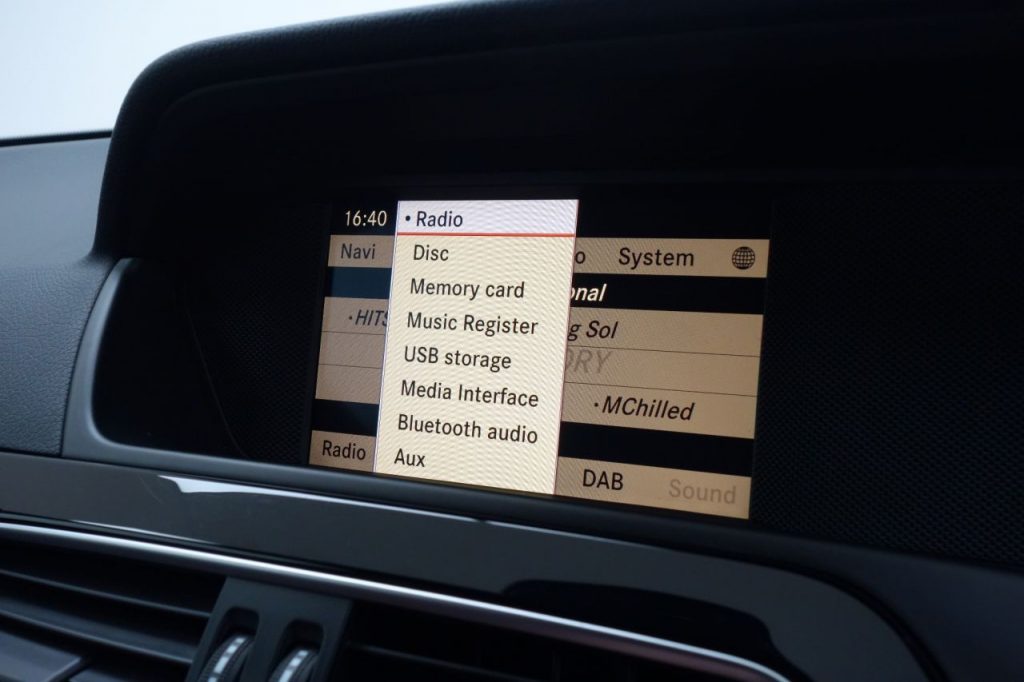 16:40
• Radio
Navi
Disc
o System
Memory card
onal
•HITS
Music Register
g Sol
USB storage
ORY
Media Interface
•MChilled
Bluetooth audio
Radio
Aux
DAB
Sound